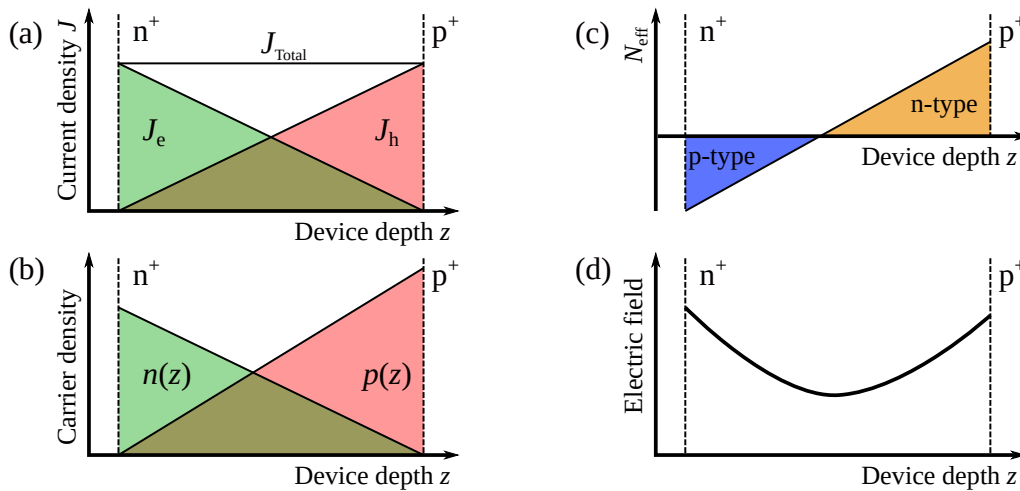 (a)
n+
p+
J_Total
J_e
J_h
Current density J
Device depth z
(b)
n+
p+
n(z)
p(z)
Carrier density
Device depth z
(c)
n+
p+
N_eff
n-type
p-type
Device depth z
(d)
n+
p+
Electric field
Device depth z